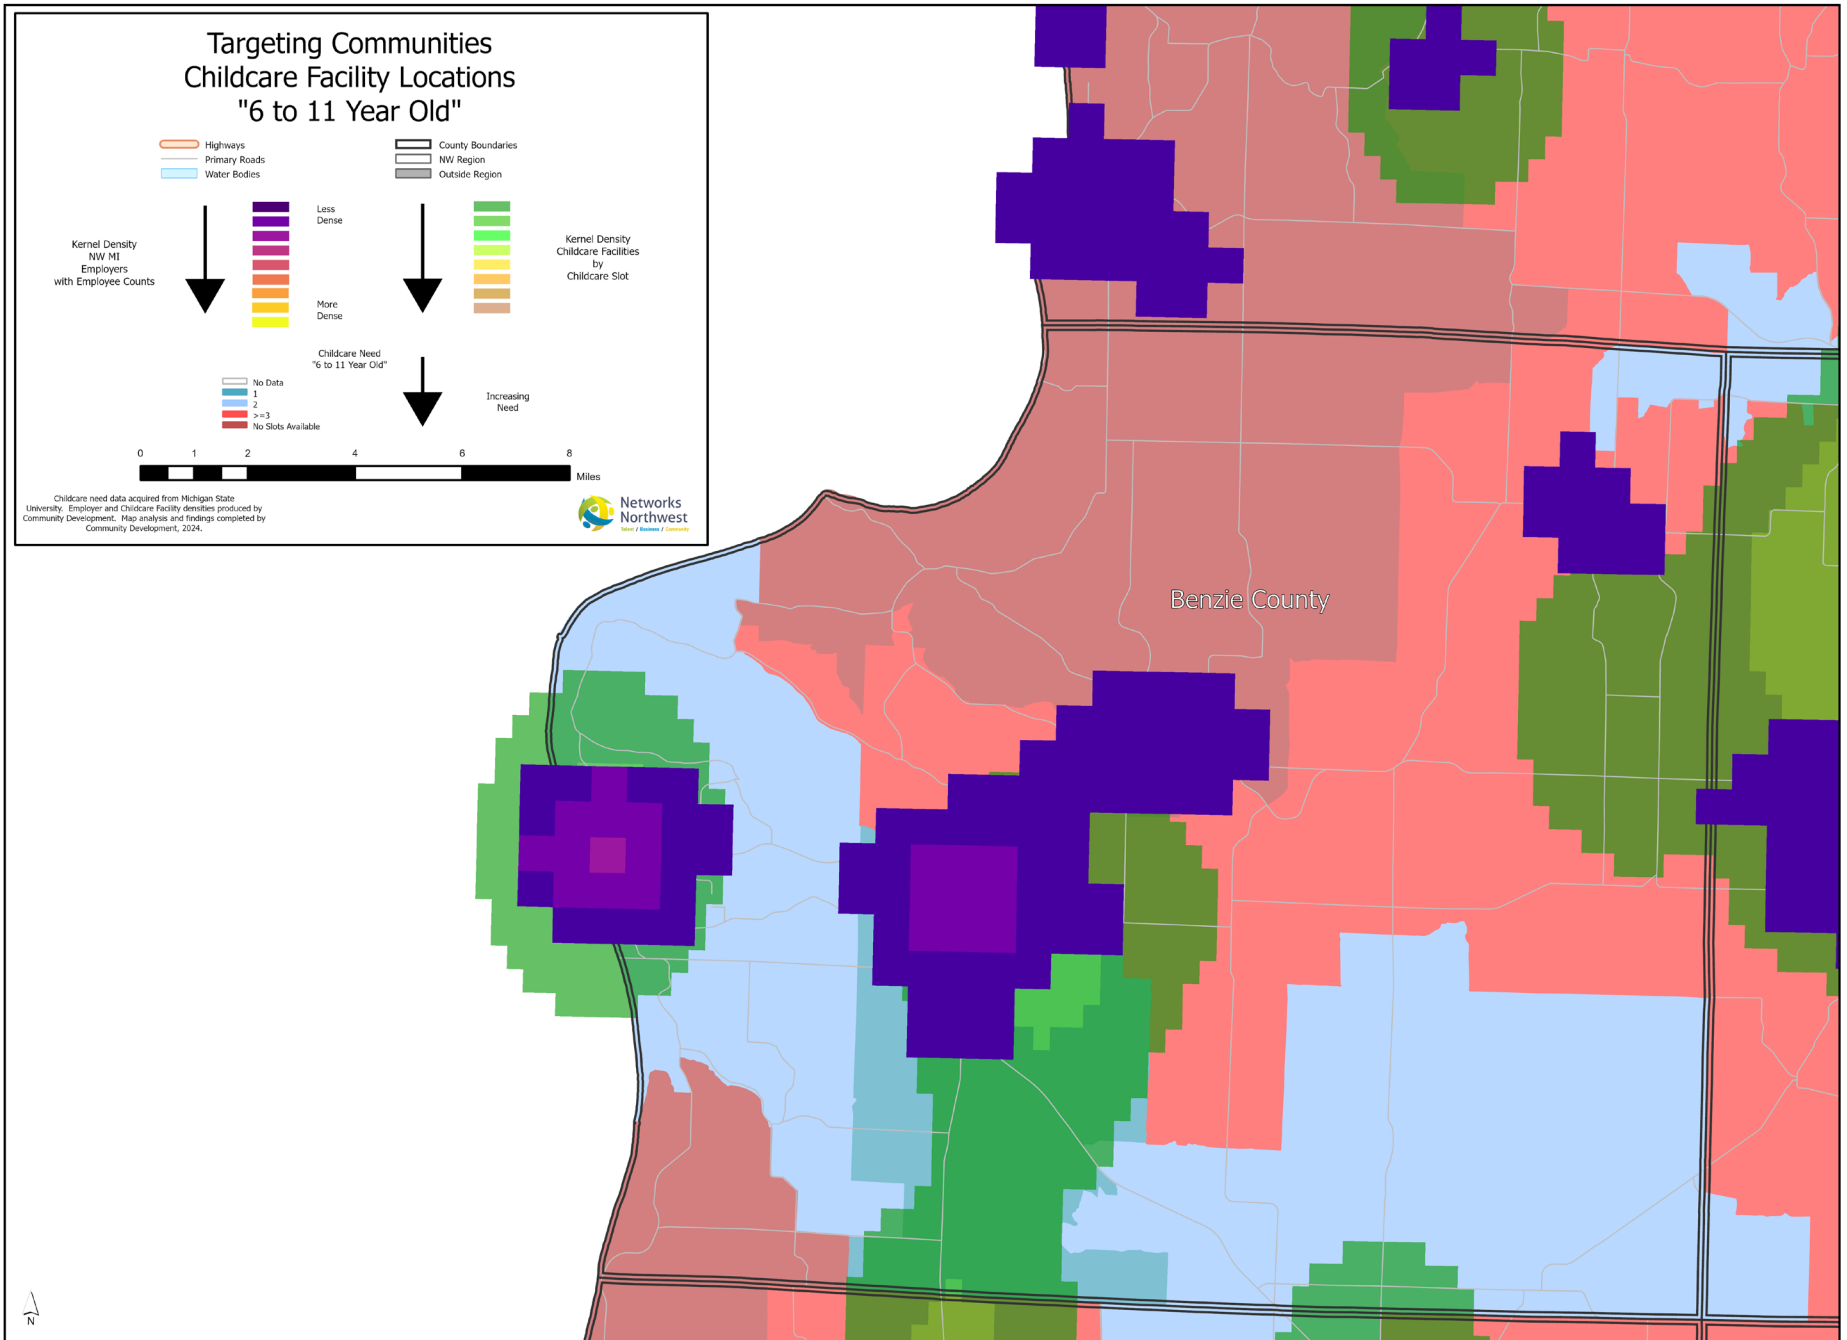 Targeting Communities
Childcare Facility Locations
"6 to 11 Year Old"
Highways
Primary Roads
Water Bodies
County Boundaries
NW Region
Outside Region
Kernel Density
NW MI
Employers
with Employee Counts
Less
Dense
More
Dense
Kernel Density
Childcare Facilities
by
Childcare Slot
Childcare Need
"6 to 11 Year Old"
No Data
1
2
>=3
No Slots Available
Increasing
Need
0 1 2 4 6 8
Miles
Childcare need data acquired from Michigan State
University. Employer and Childcare Facility densities produced by
Community Development. Map analysis and findings completed by
Community Development, 2024.
Networks
Northwest
Talent / Business / Community
Benzie County
N